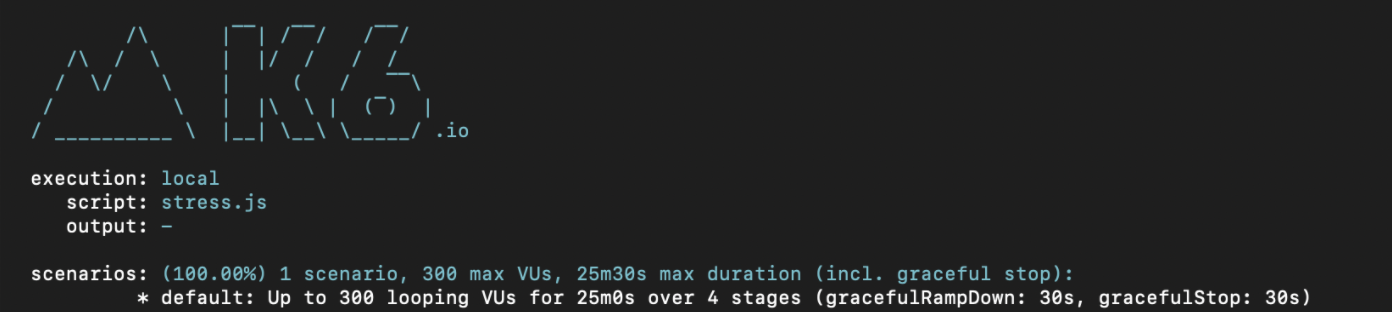 /\      |‾‾| /‾‾/   /‾‾/
     /\  /  \     |  |/  /   /  /
    /  \/    \    |     (   /   ‾‾\
   /          \   |  |\  \ |  (‾)  |
  / __________ \  |__| \__\ \_____/ .io
execution: local
script: stress.js
output: -
scenarios: (100.00%) 1 scenario, 300 max VUs, 25m30s max duration (incl. graceful stop):
* default: Up to 300 looping VUs for 25m0s over 4 stages (gracefulRampDown: 30s, gracefulStop: 30s)